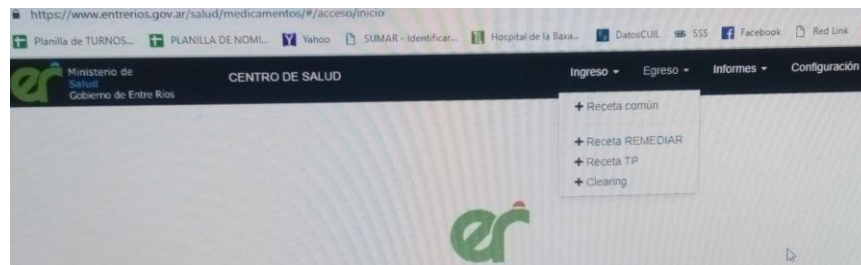 https://www.entrerios.gov.ar/salud/medicamentos/#/acceso/inicio
Planilla de TURNOS... PLANILLA DE NOMI... Yahoo SUMAR - Identificar... Hospital de la Baxa... DatosCUIL SSS Facebook Red Link
er Ministerio de
Salud
Gobierno de Entre Ríos
CENTRO DE SALUD Ingreso Egreso Informes Configuración
+ Receta común
+ Receta REMEDIAR
+ Receta TP
+ Clearing
er